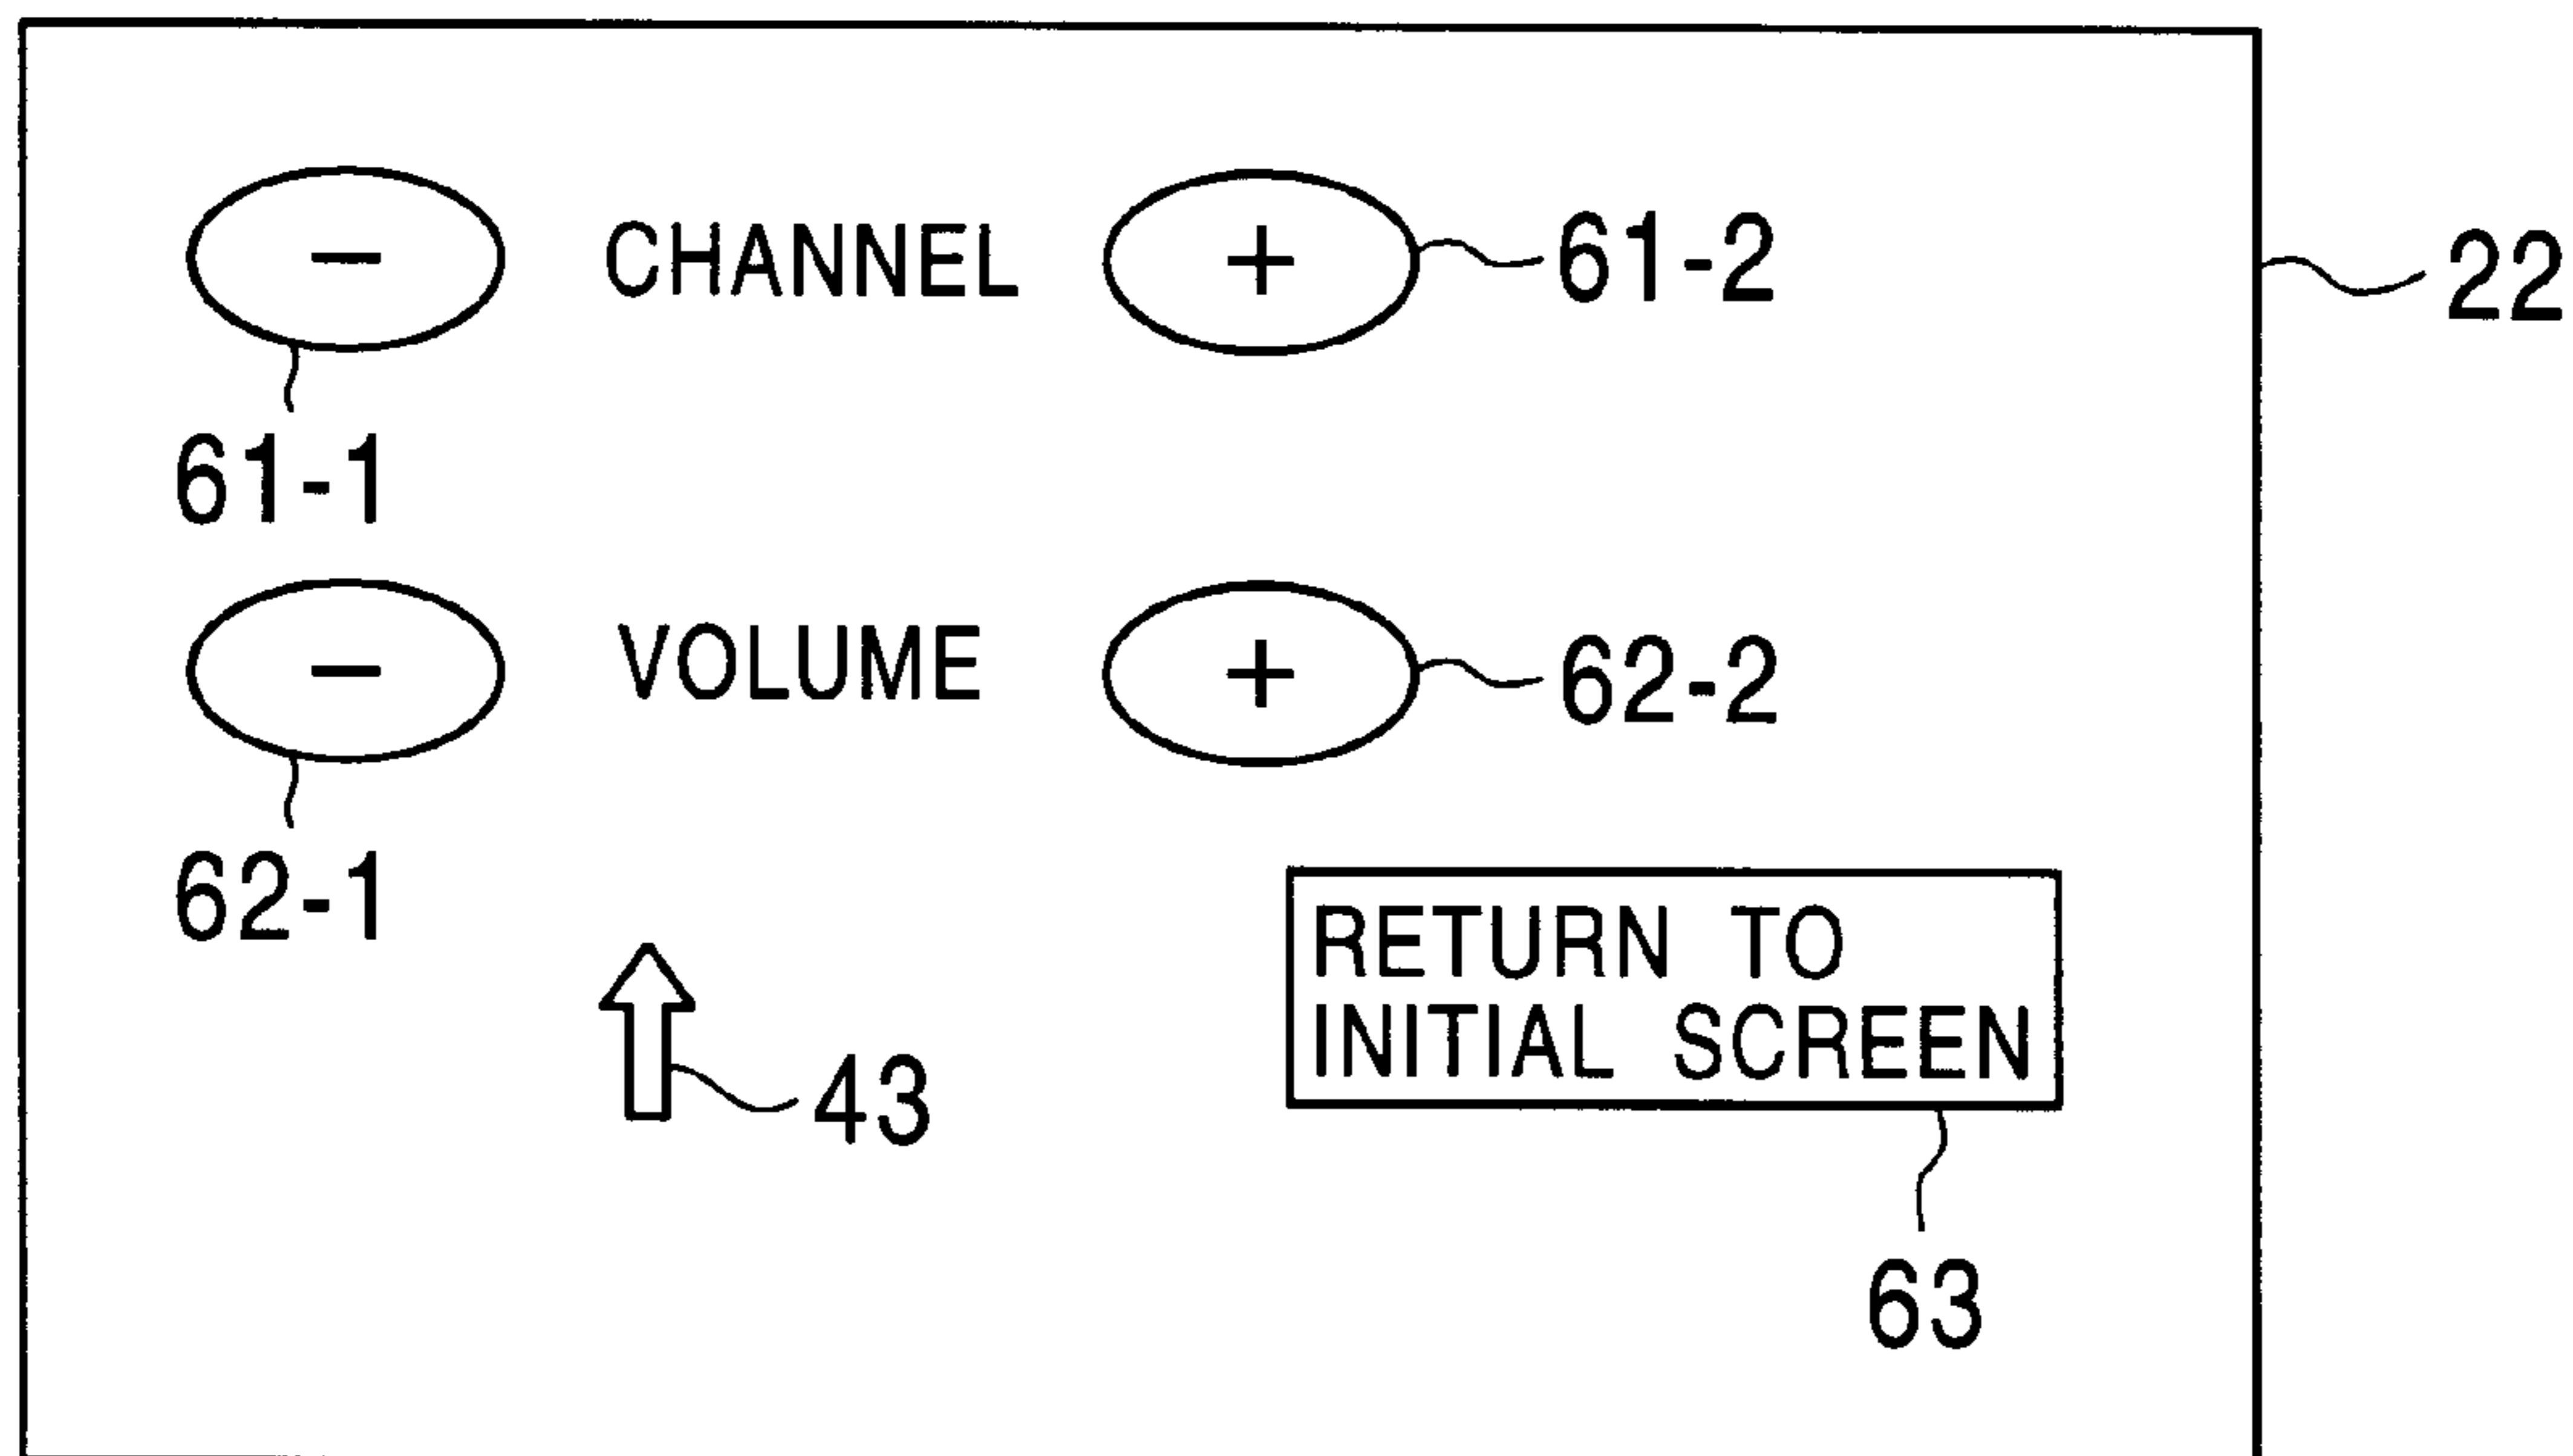 − CHANNEL + 61-2
22
61-1
− VOLUME + 62-2
62-1
RETURN TO
INITIAL SCREEN
43
63